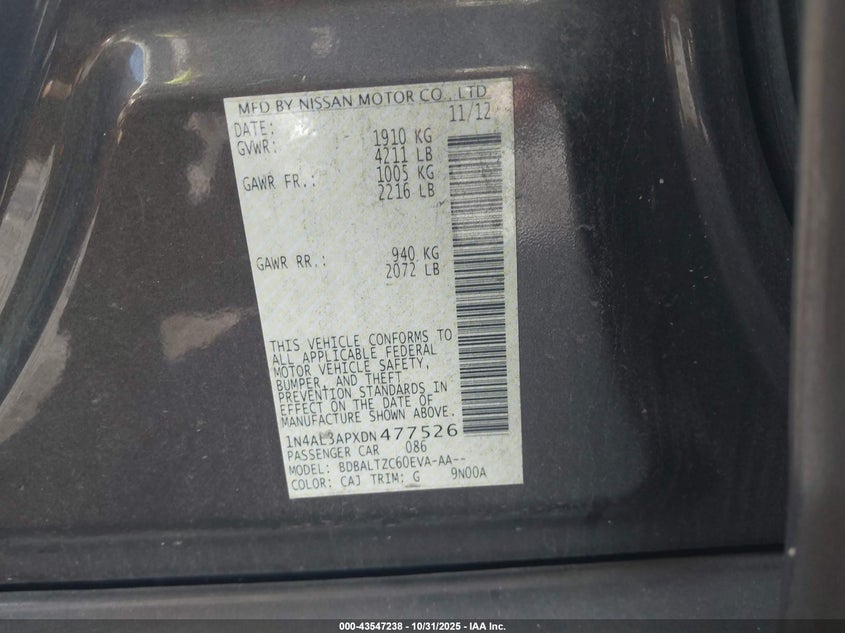 MFD BY NISSAN MOTOR CO., LTD
DATE: 11/12
GVWR: 1910 KG
4211 LB
GAWR FR.: 1005 KG
2216 LB
GAWR RR.: 940 KG
2072 LB
THIS VEHICLE CONFORMS TO
ALL APPLICABLE FEDERAL
MOTOR VEHICLE SAFETY,
BUMPER, AND THEFT
PREVENTION STANDARDS IN
EFFECT ON THE DATE OF
MANUFACTURE SHOWN ABOVE.
1N4AL3APXDN477526
PASSENGER CAR 086
MODEL: BDBALTZC60EVA-AA--
COLOR: CAJ TRIM: G 9N00A
000-43547238 - 10/31/2025 - IAA Inc.